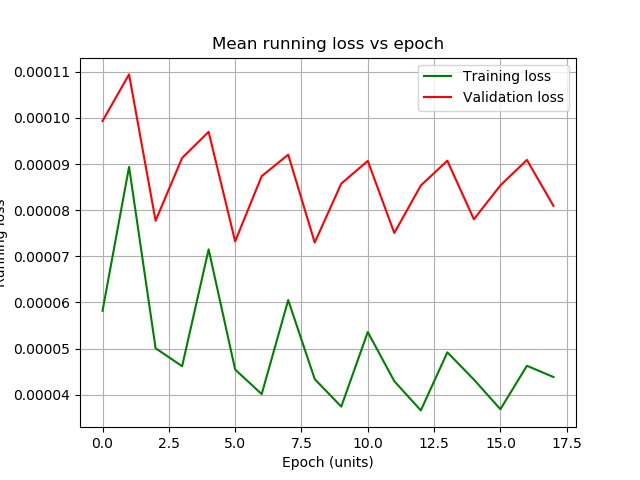 Mean running loss vs epoch
Training loss
Validation loss
0.00011
0.00010
0.00009
0.00008
0.00007
0.00006
0.00005
0.00004
Running loss
0.0 2.5 5.0 7.5 10.0 12.5 15.0 17.5
Epoch (units)